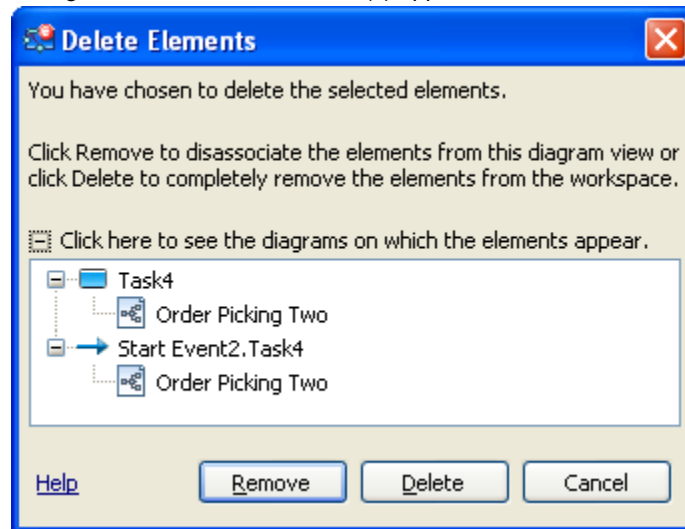 Delete Elements
You have chosen to delete the selected elements.
Click Remove to disassociate the elements from this diagram view or
click Delete to completely remove the elements from the workspace.
Click here to see the diagrams on which the elements appear.
Task4
Order Picking Two
Start Event2.Task4
Order Picking Two
Help Remove Delete Cancel